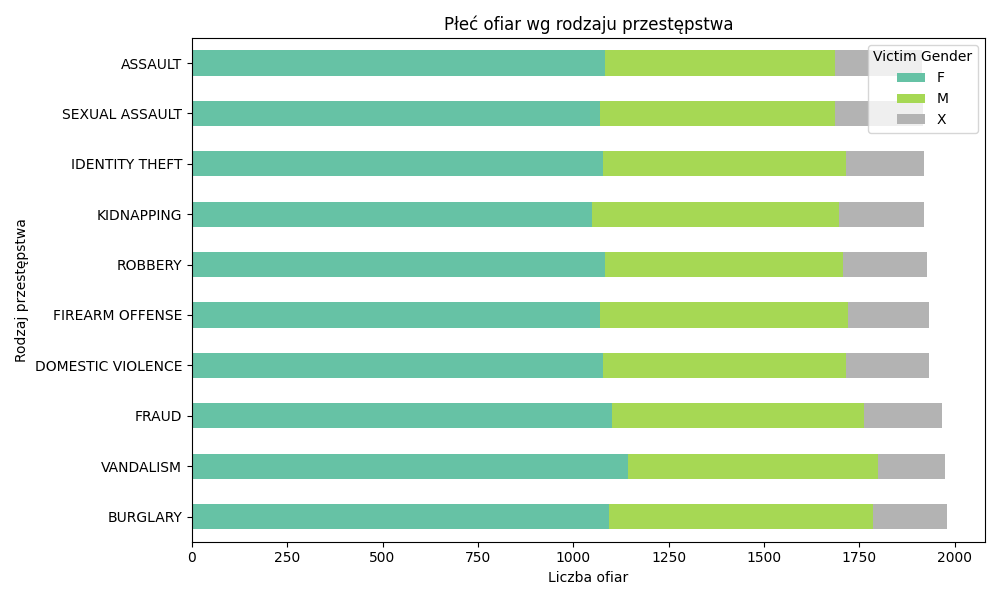 Płeć ofiar wg rodzaju przestępstwa
Victim Gender
F
M
X
Rodzaj przestępstwa
ASSAULT
SEXUAL ASSAULT
IDENTITY THEFT
KIDNAPPING
ROBBERY
FIREARM OFFENSE
DOMESTIC VIOLENCE
FRAUD
VANDALISM
BURGLARY
0 250 500 750 1000 1250 1500 1750 2000
Liczba ofiar